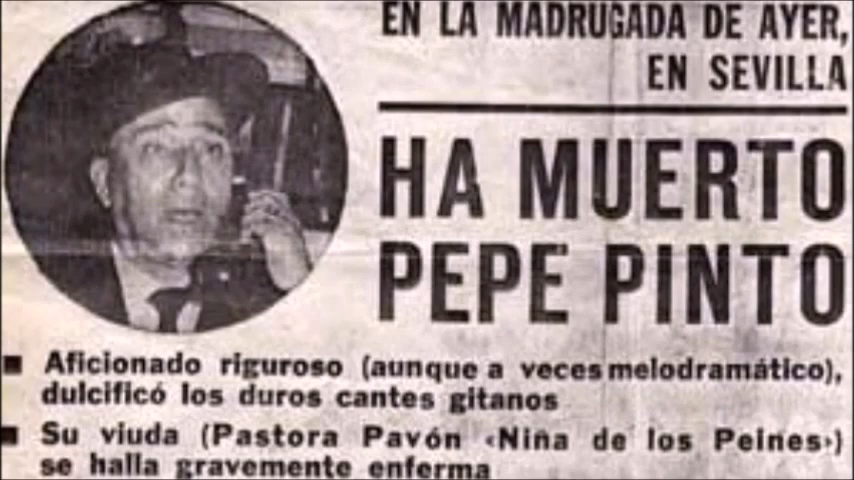 EN LA MADRUGADA DE AYER,
EN SEVILLA
HA MUERTO
PEPE PINTO
■ Aficionado riguroso (aunque a veces melodramático),
dulcificó los duros cantes gitanos
■ Su viuda (Pastora Pavón «Niña de los Peines»)
se halla gravemente enferma